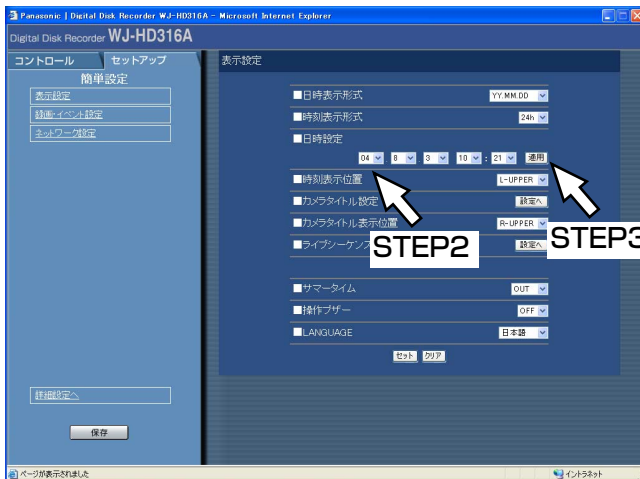 Panasonic | Digital Disk Recorder WJ-HD316A - Microsoft Internet Explorer
Digital Disk Recorder WJ-HD316A
コントロール セットアップ
簡単設定
表示設定
録画・イベント設定
ネットワーク設定
詳細設定へ
保存
表示設定
■日時表示形式 YY.MM.DD
■時刻表示形式 24h
■日時設定
04 8 3 10 : 21 適用
■時刻表示位置 L-UPPER
■カメラタイトル設定 設定へ
■カメラタイトル表示位置 R-UPPER
■ライブシーケンス 設定へ
STEP2
STEP3
■サマータイム OUT
■操作ブザー OFF
■LANGUAGE 日本語
セット クリア
ページが表示されました イントラネット